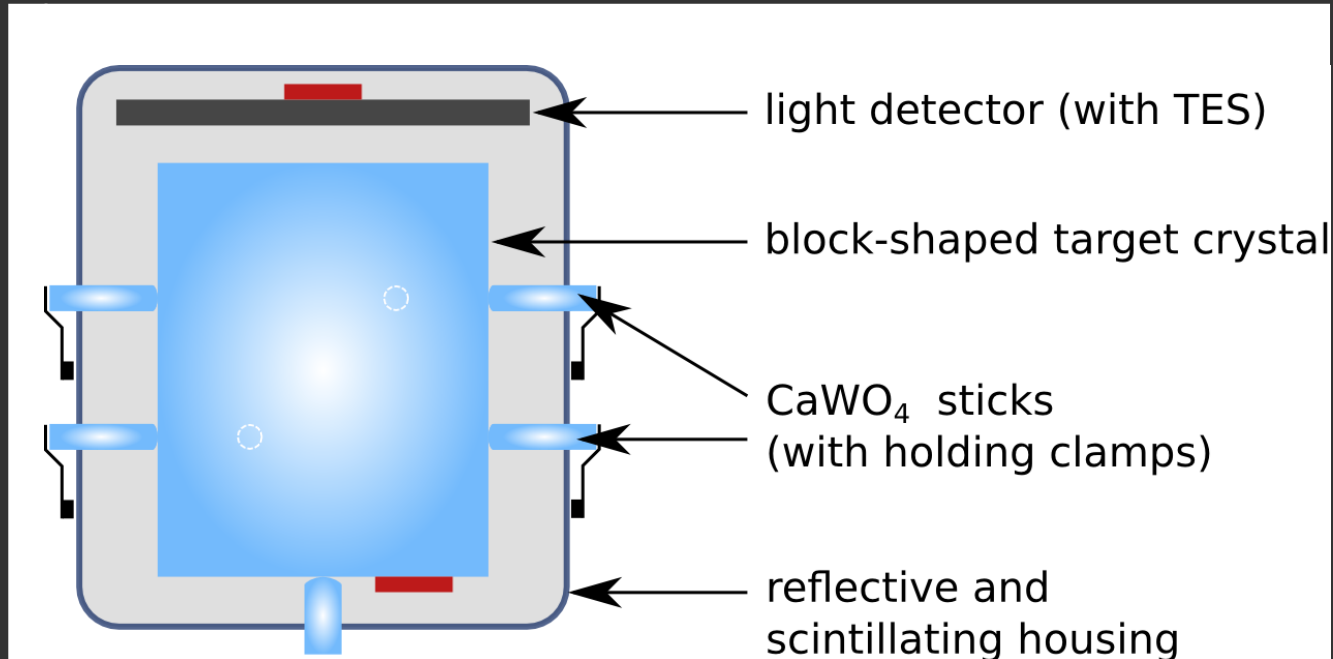 light detector (with TES)
block-shaped target crystal
CaWO₄ sticks
(with holding clamps)
reflective and
scintillating housing